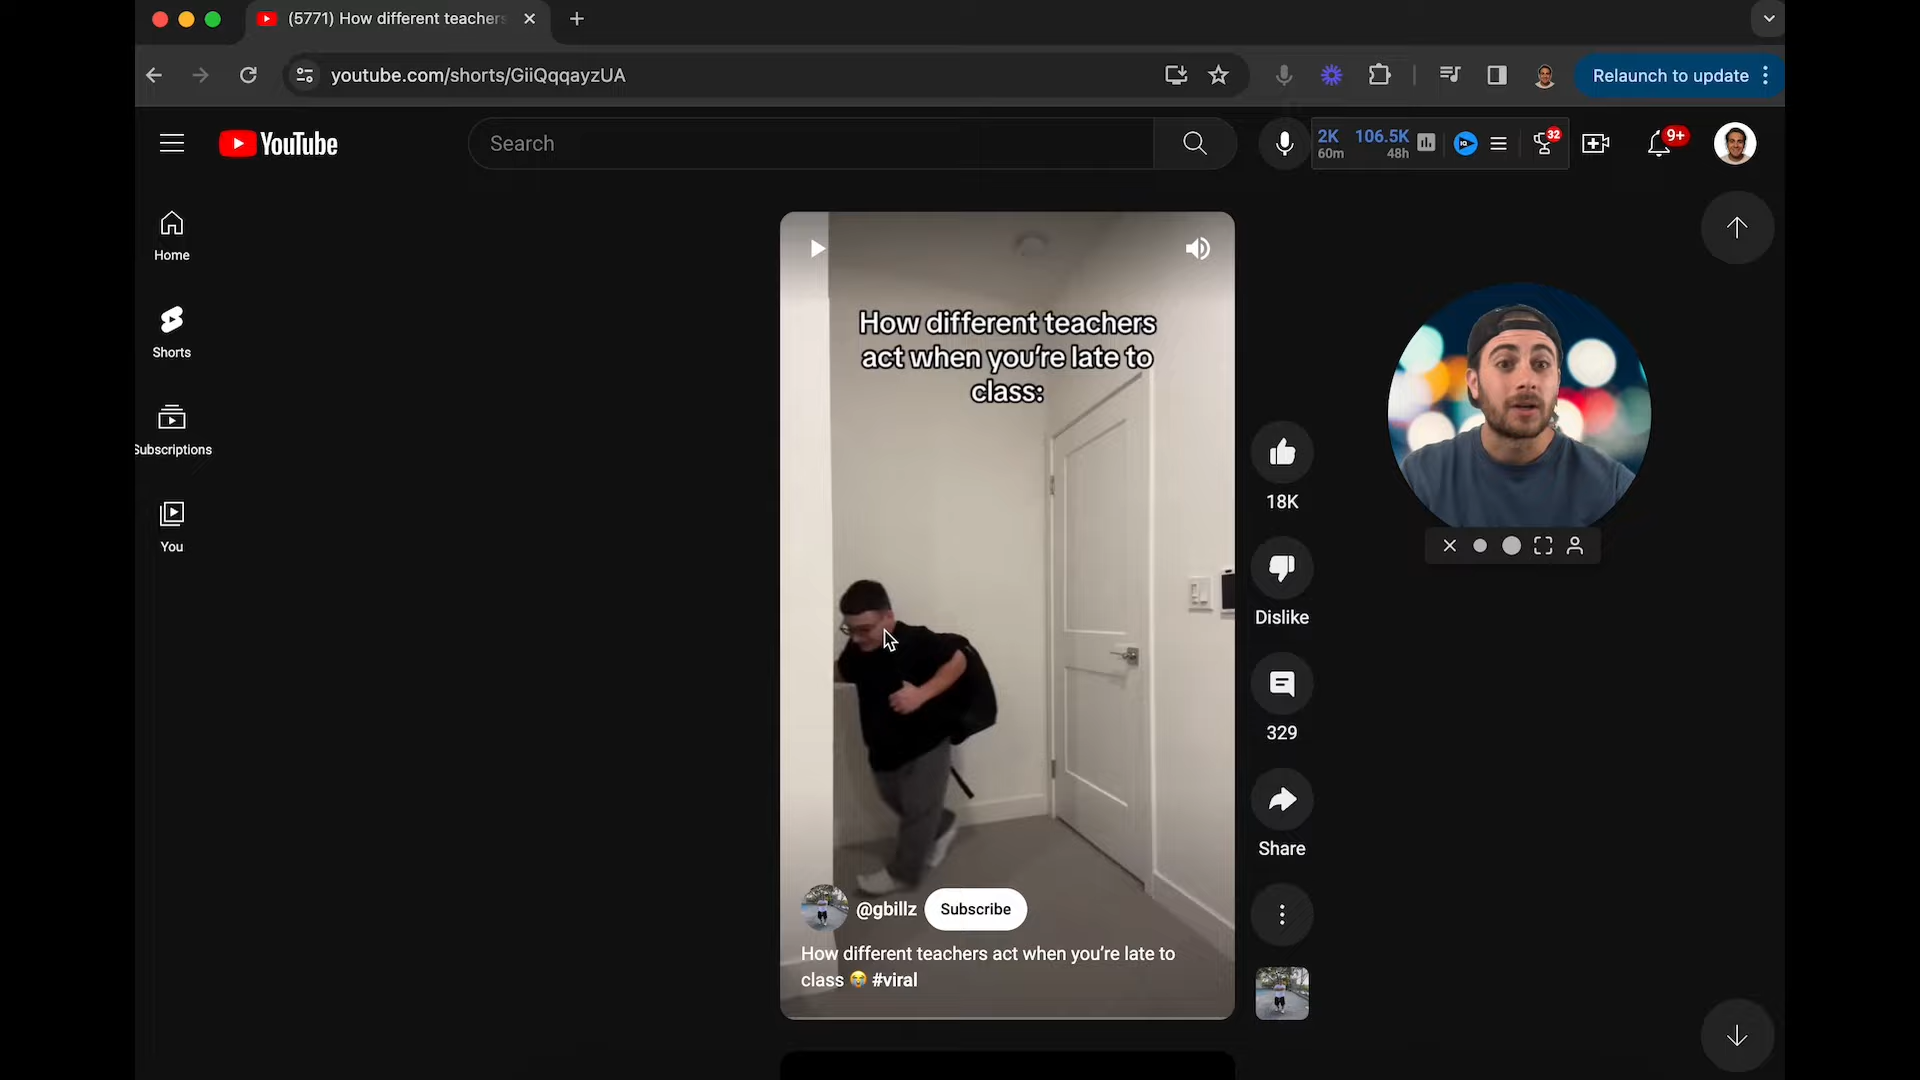 (5771) How different teachers
youtube.com/shorts/GiiQqqayzUA
Relaunch to update
YouTube
Search
2K
60m
106.5K
48h
IQ
32
9+
Home
Shorts
Subscriptions
You
How different teachers
act when you're late to
class:
18K
Dislike
329
Share
@gbillz
Subscribe
How different teachers act when you're late to
class 😭 #viral